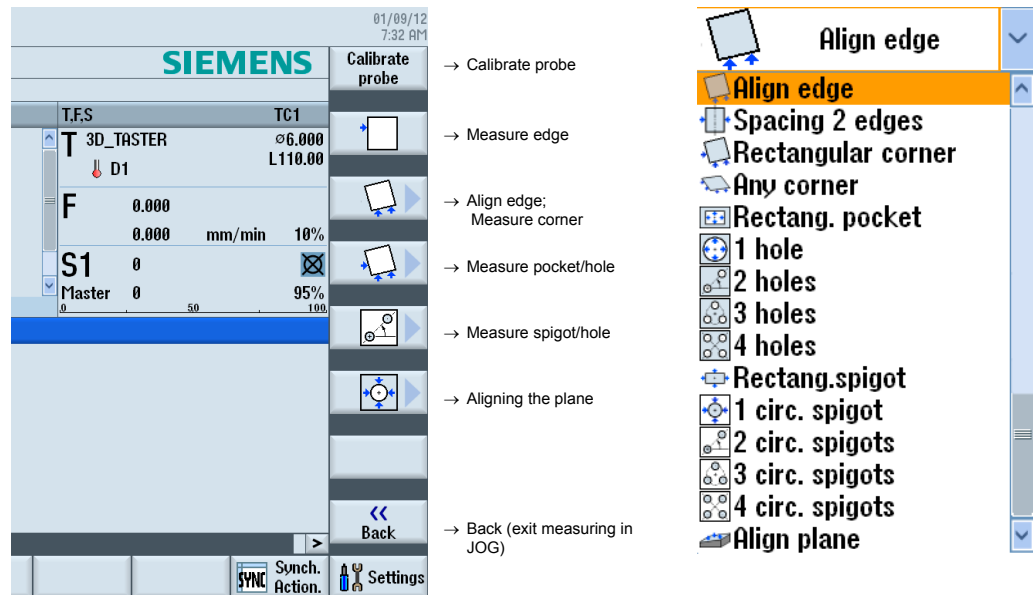 01/09/12
7:32 AM
SIEMENS
Calibrate
probe
→ Calibrate probe
T,F,S TC1
T 3D_TASTER ⌀6.000
D1 L110.00
→ Measure edge
F 0.000
0.000 mm/min 10%
→ Align edge;
Measure corner
S1 0
Master 0 95%
0 50 100
→ Measure pocket/hole
→ Measure spigot/hole
→ Aligning the plane
<<
Back
→ Back (exit measuring in
JOG)
>
SYNC Synch.
Action.
Settings
Align edge
Align edge
Spacing 2 edges
Rectangular corner
Any corner
Rectang. pocket
1 hole
2 holes
3 holes
4 holes
Rectang.spigot
1 circ. spigot
2 circ. spigots
3 circ. spigots
4 circ. spigots
Align plane